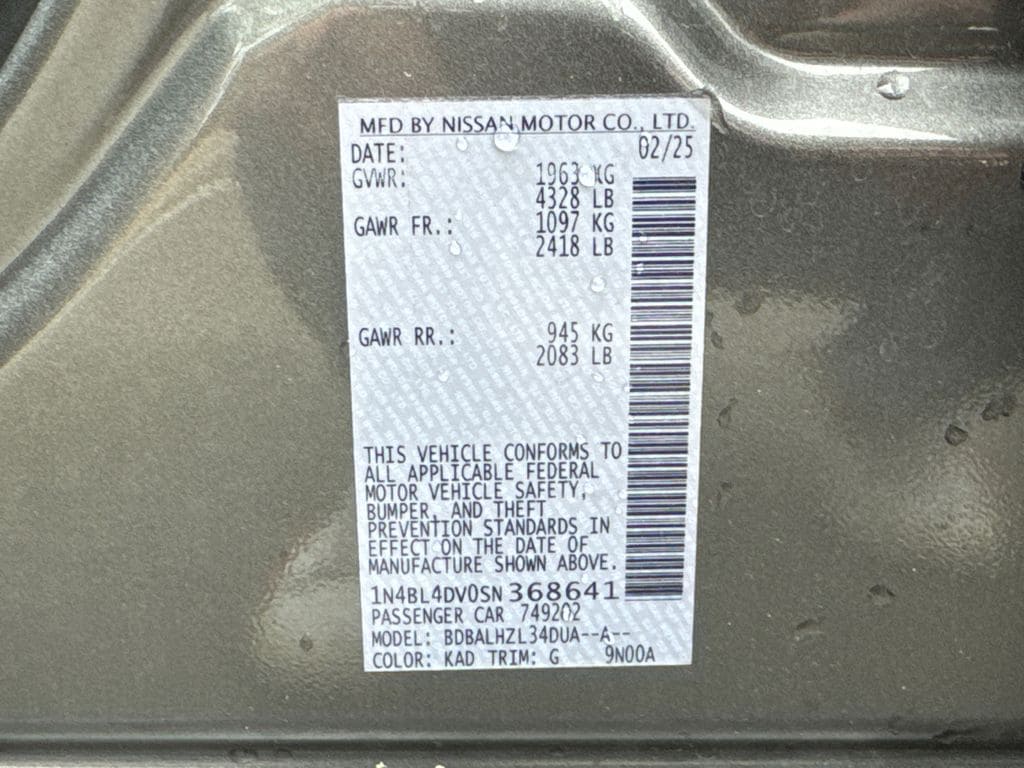 MFD BY NISSAN MOTOR CO., LTD.
DATE: 02/25
GVWR: 1963 KG
4328 LB
GAWR FR.: 1097 KG
2418 LB
GAWR RR.: 945 KG
2083 LB
THIS VEHICLE CONFORMS TO
ALL APPLICABLE FEDERAL
MOTOR VEHICLE SAFETY,
BUMPER, AND THEFT
PREVENTION STANDARDS IN
EFFECT ON THE DATE OF
MANUFACTURE SHOWN ABOVE.
1N4BL4DV0SN368641
PASSENGER CAR 749202
MODEL: BDBALHZL34DUA--A--
COLOR: KAD TRIM: G 9N00A